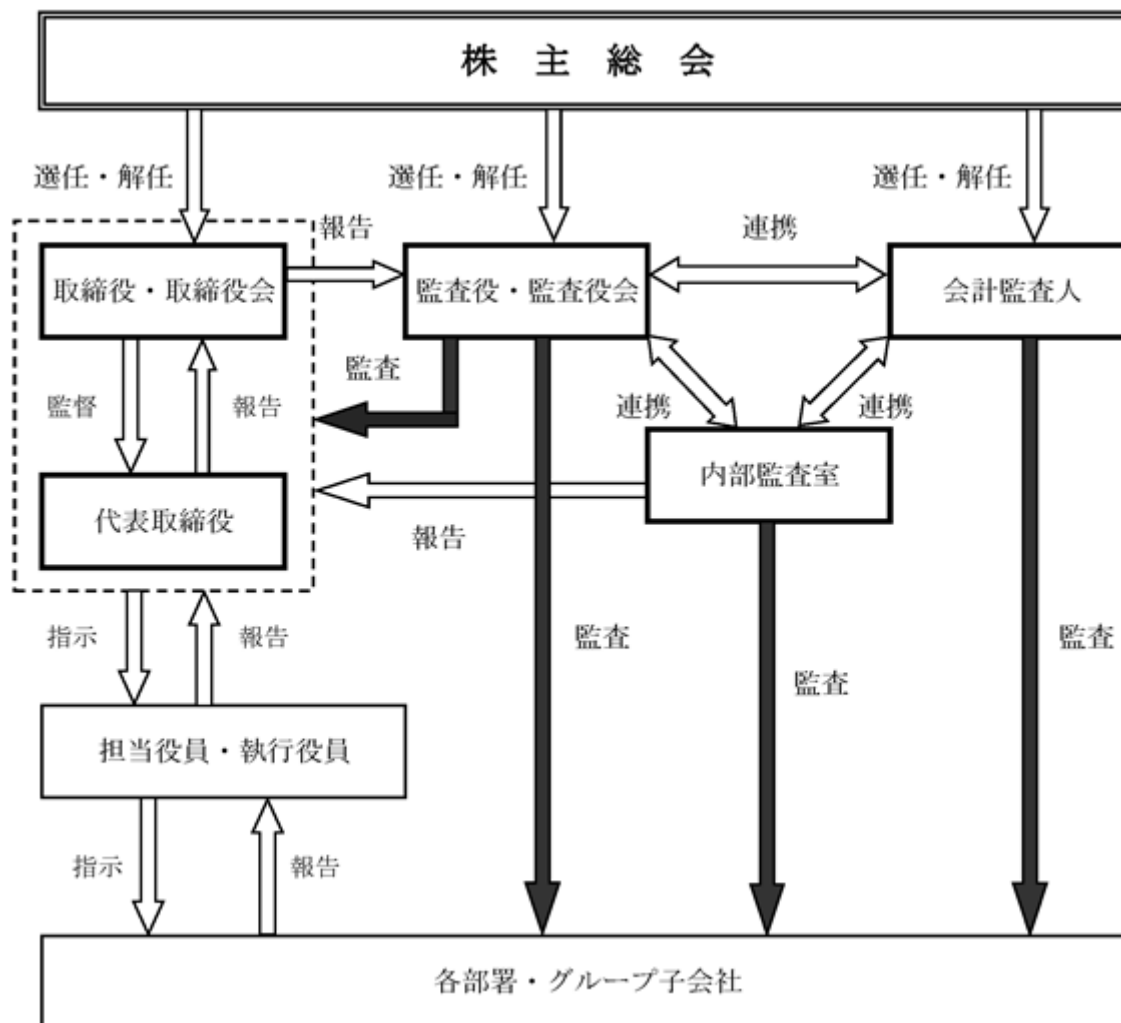 株 主 総 会
選任・解任
選任・解任
選任・解任
報告
連携
取締役・取締役会
監査役・監査役会
会計監査人
監査
監督
報告
連携
連携
内部監査室
代表取締役
報告
指示
報告
監査
監査
監査
担当役員・執行役員
指示
報告
各部署・グループ子会社